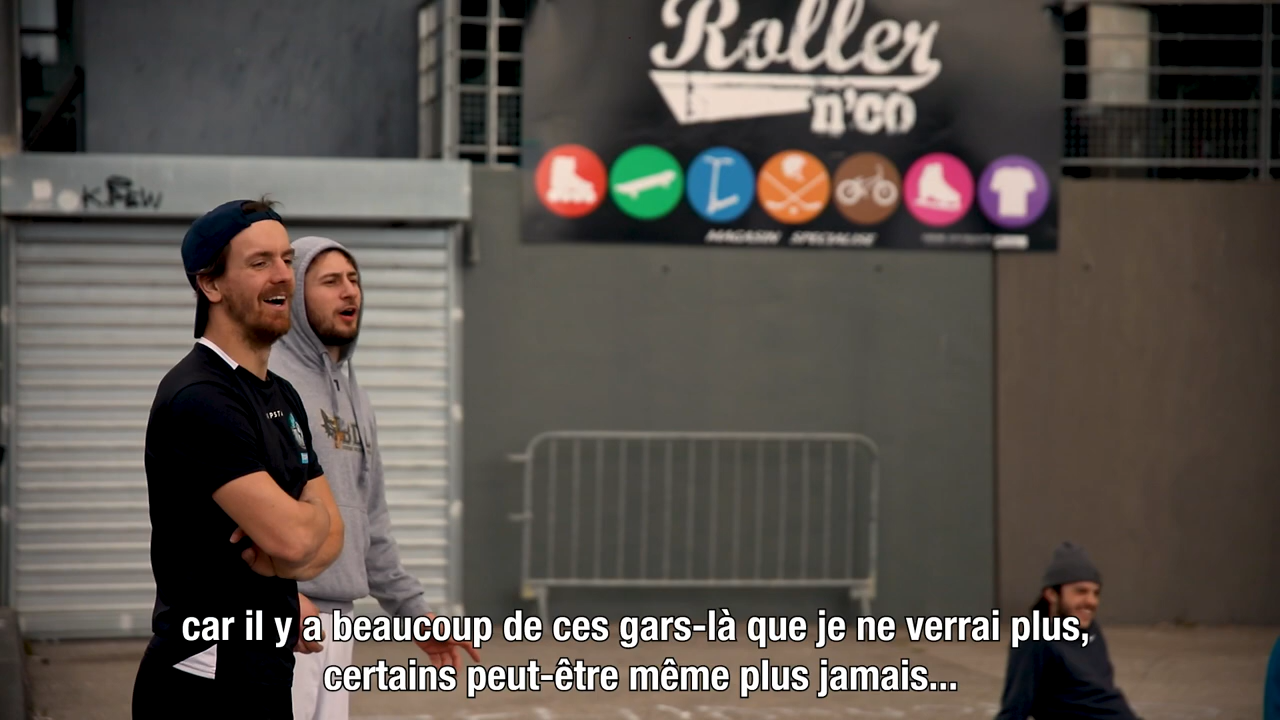 Roller
n'co
MAGASIN SPECIALISÉ
car il y a beaucoup de ces gars-là que je ne verrai plus,
certains peut-être même plus jamais...